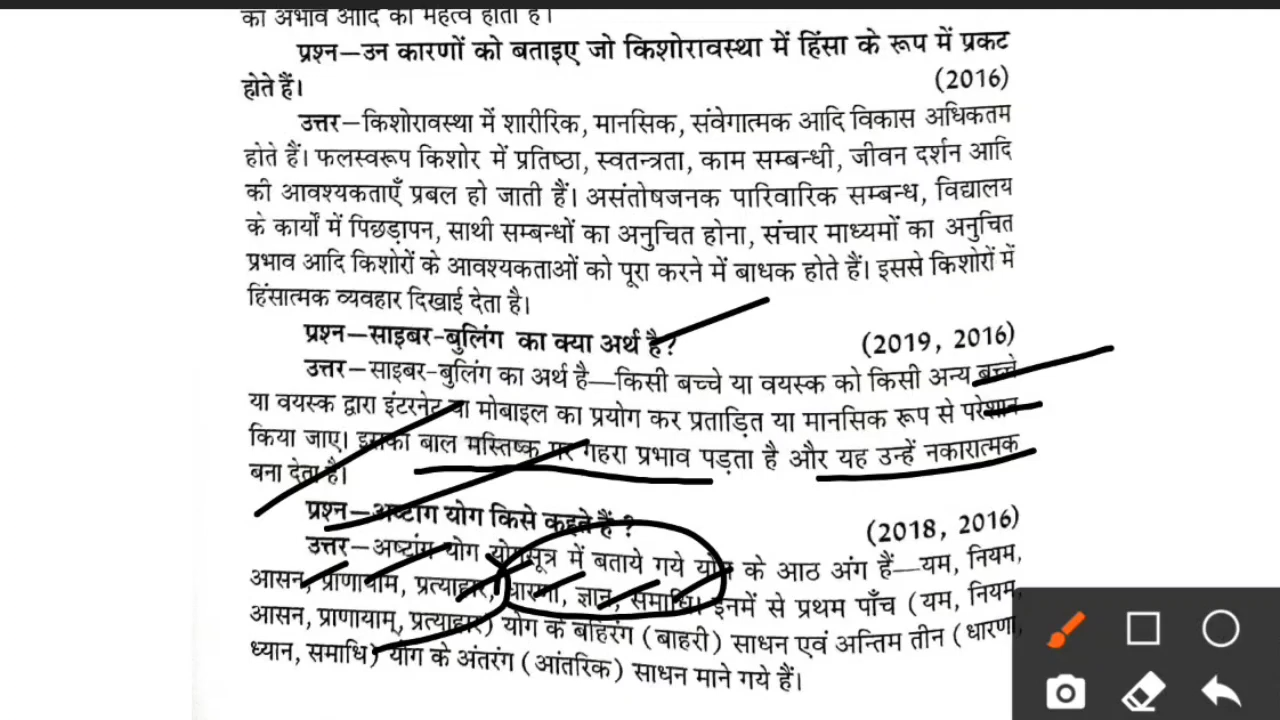 का अभाव आदि का महत्व होता है।
प्रश्न—उन कारणों को बताइए जो किशोरावस्था में हिंसा के रूप में प्रकट
होते हैं। (2016)
उत्तर—किशोरावस्था में शारीरिक, मानसिक, संवेगात्मक आदि विकास अधिकतम
होते हैं। फलस्वरूप किशोर में प्रतिष्ठा, स्वतन्त्रता, काम सम्बन्धी, जीवन दर्शन आदि
की आवश्यकताएँ प्रबल हो जाती हैं। असंतोषजनक पारिवारिक सम्बन्ध, विद्यालय
के कार्यों में पिछड़ापन, साथी सम्बन्धों का अनुचित होना, संचार माध्यमों का अनुचित
प्रभाव आदि किशोरों के आवश्यकताओं को पूरा करने में बाधक होते हैं। इससे किशोरों में
हिंसात्मक व्यवहार दिखाई देता है।
प्रश्न—साइबर-बुलिंग का क्या अर्थ है? (2019, 2016)
उत्तर—साइबर-बुलिंग का अर्थ है—किसी बच्चे या वयस्क को किसी अन्य बच्चे
या वयस्क द्वारा इंटरनेट या मोबाइल का प्रयोग कर प्रताड़ित या मानसिक रूप से परेशान
किया जाए। इसका बाल मस्तिष्क पर गहरा प्रभाव पड़ता है और यह उन्हें नकारात्मक
बना देता है।
प्रश्न—अष्टांग योग किसे कहते हैं ? (2018, 2016)
उत्तर—अष्टांग योग योगसूत्र में बताये गये योग के आठ अंग हैं—यम, नियम,
आसन, प्राणायाम, प्रत्याहार, धारणा, ज्ञान, समाधि। इनमें से प्रथम पाँच (यम, नियम,
आसन, प्राणायाम्, प्रत्याहार) योग के बहिरंग (बाहरी) साधन एवं अन्तिम तीन (धारणा,
ध्यान, समाधि) योग के अंतरंग (आंतरिक) साधन माने गये हैं।